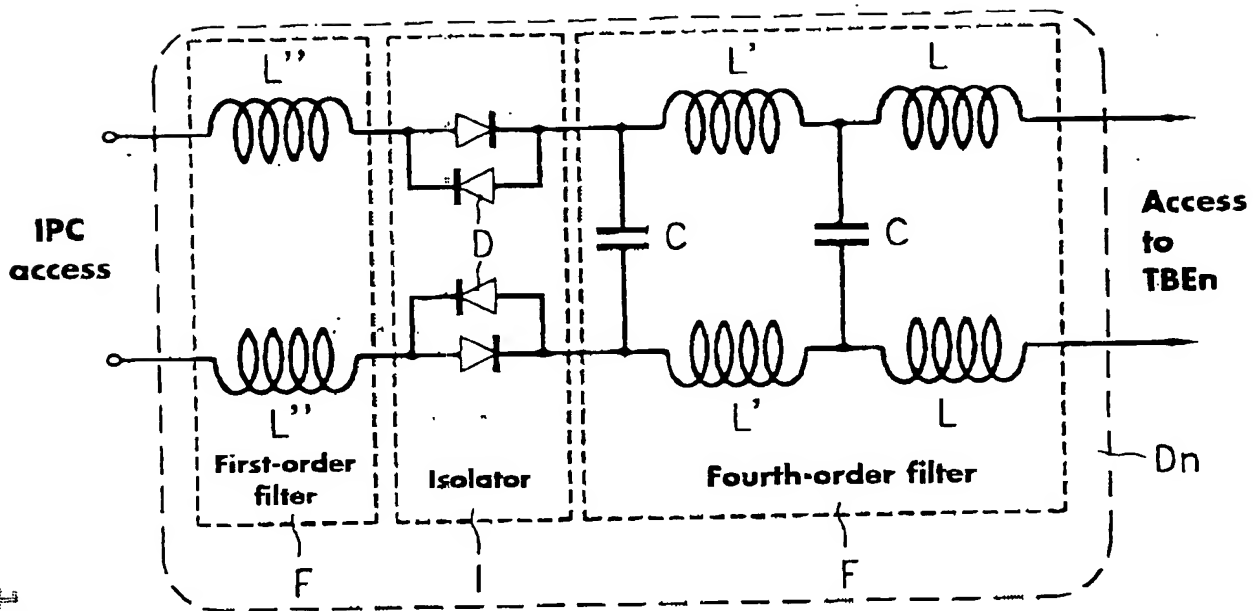 L’’
L’
L
IPC
access
D
C
C
Access
to
TBEn
L’’
L’
L
First-order
filter
Isolator
Fourth-order filter
Dn
F
I
F